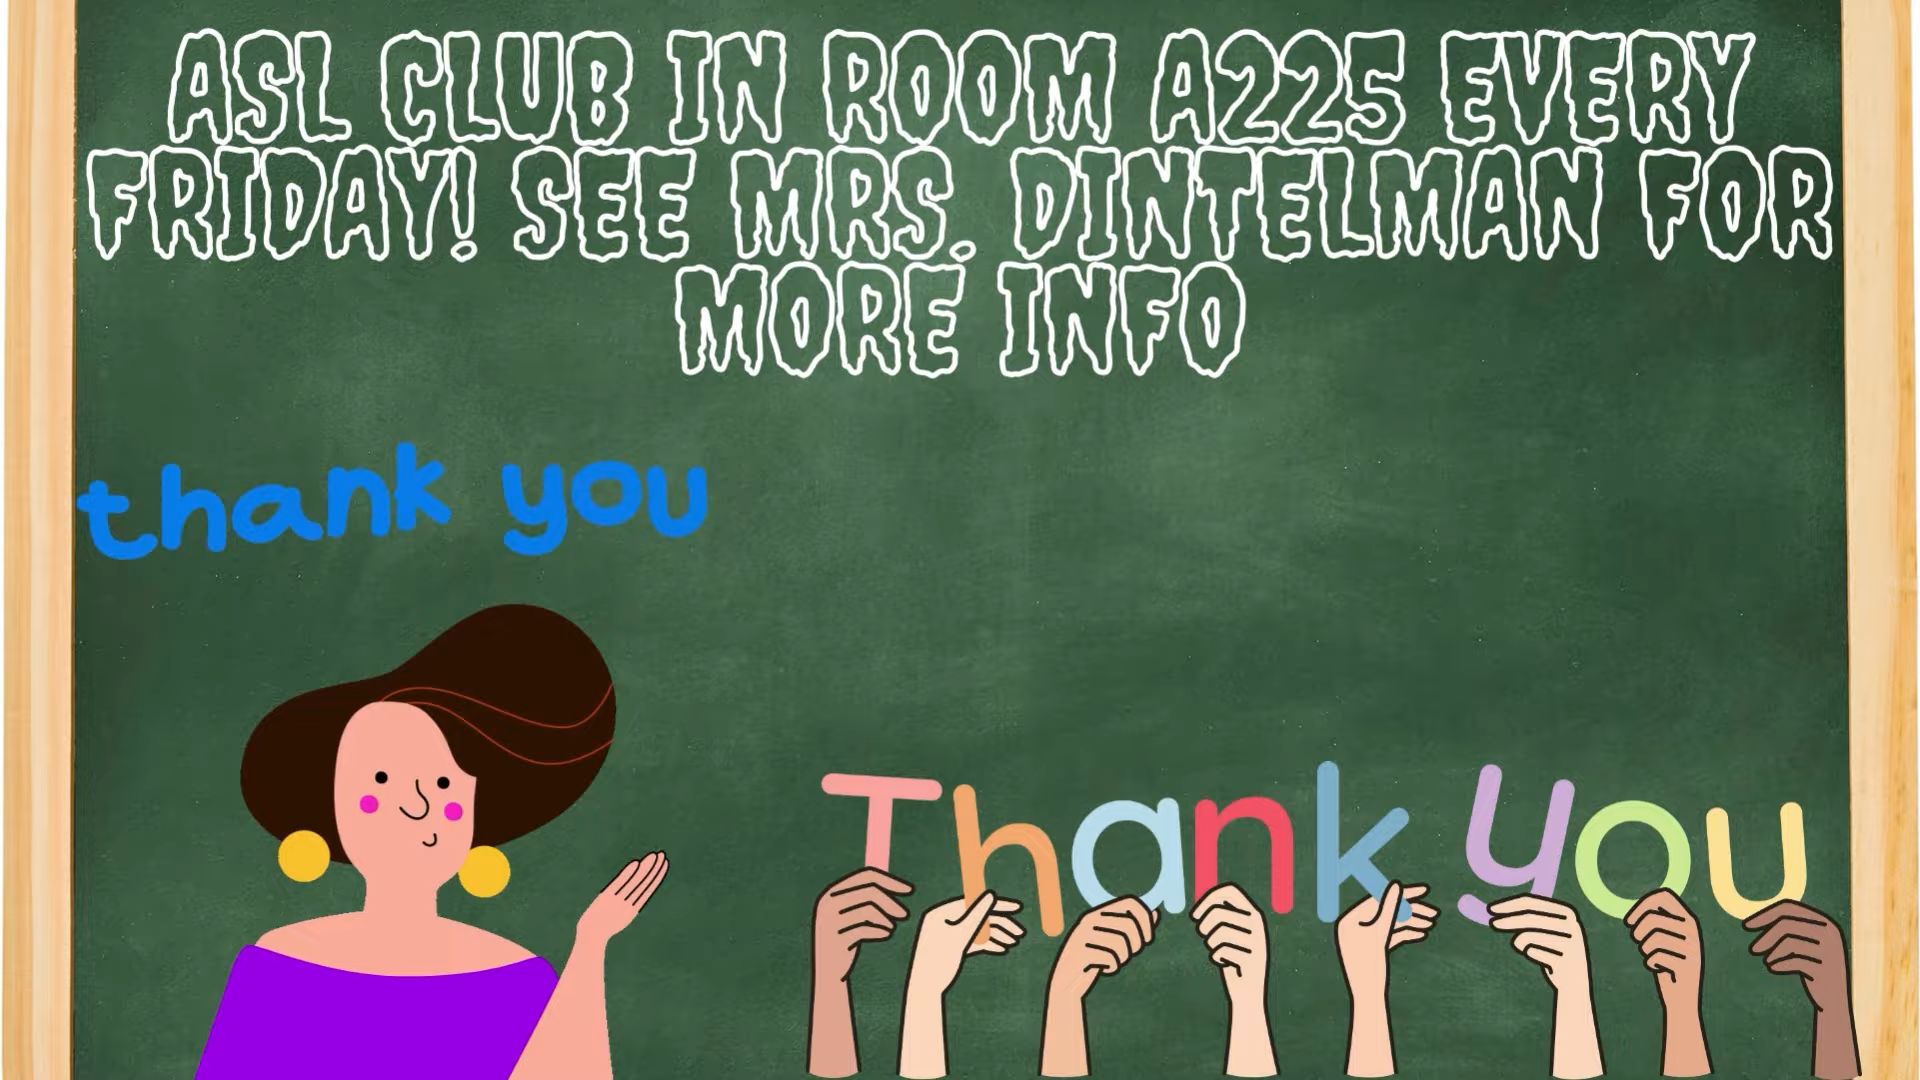 ASL CLUB IN ROOM A225 EVERY
FRIDAY! SEE MRS. DINTELMAN FOR
MORE INFO
thank you
Thank you